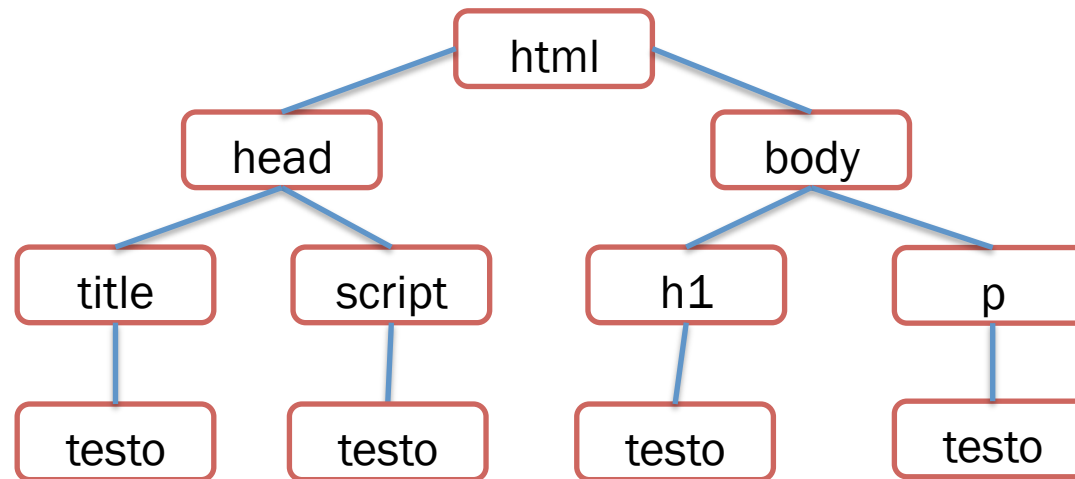 html
head
body
title
script
h1
p
testo
testo
testo
testo